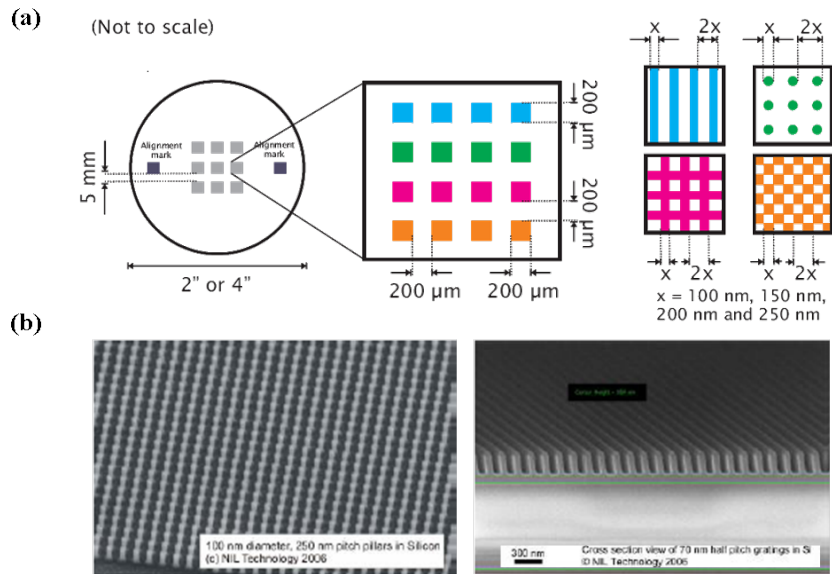 (a)
(Not to scale)
Alignment
mark
Alignment
mark
5 mm
2” or 4”
200 µm
200 µm
200 µm
200 µm
x 2x
x 2x
x 2x
x 2x
x = 100 nm, 150 nm,
200 nm and 250 nm
(b)
100 nm diameter, 250 nm pitch pillars in Silicon
(c) NIL Technology 2006
300 nm
Cross section view of 70 nm half pitch gratings in Si
© NIL Technology 2006